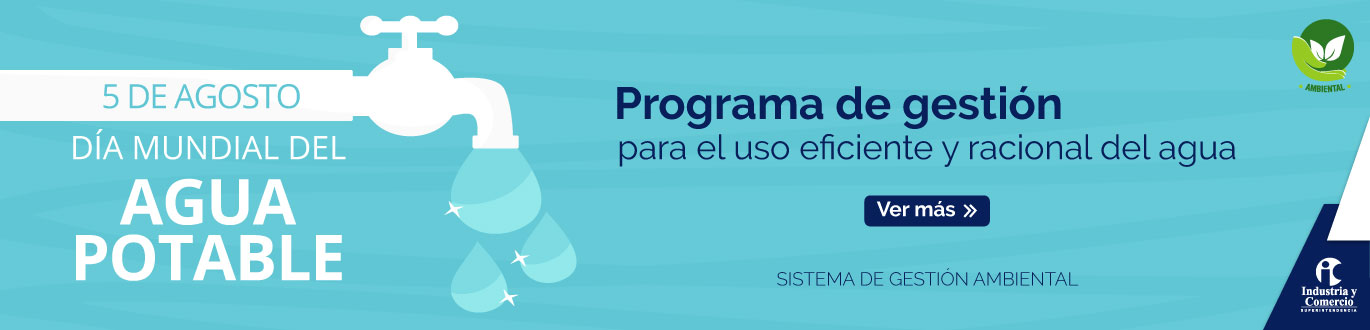 5 DE AGOSTO
DÍA MUNDIAL DEL
AGUA
POTABLE
Programa de gestión
para el uso eficiente y racional del agua
Ver más »
SISTEMA DE GESTIÓN AMBIENTAL
AMBIENTAL
Industria y
Comercio
SUPERINTENDENCIA